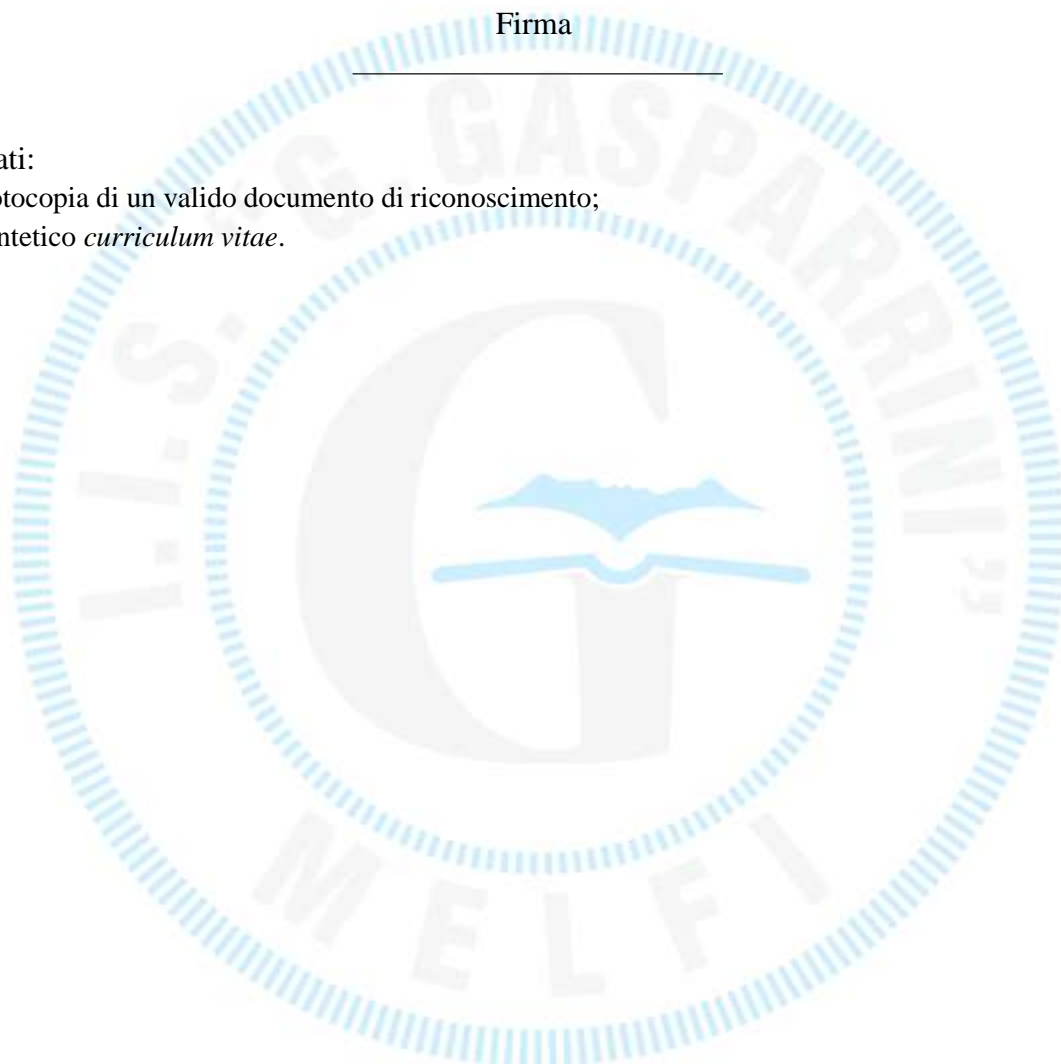 Firma
ati:
otocopia di un valido documento di riconoscimento;
ntetico curriculum vitae.
I.I.S. “G. GASPARRINI”
MELFI